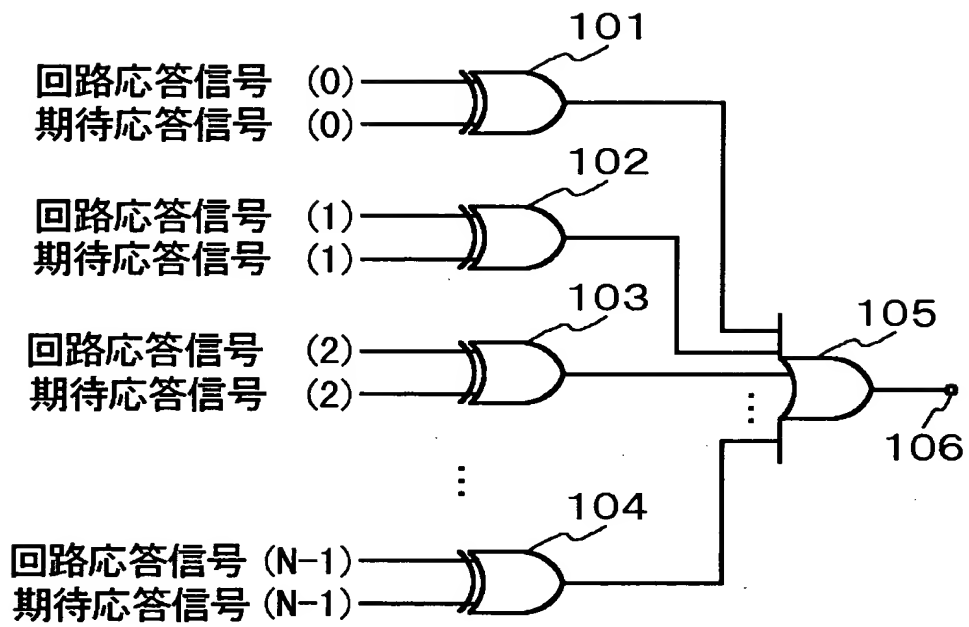 101
回路応答信号 (0)
期待応答信号 (0)
102
回路応答信号 (1)
期待応答信号 (1)
103
回路応答信号 (2)
期待応答信号 (2)
105
106
104
回路応答信号 (N-1)
期待応答信号 (N-1)